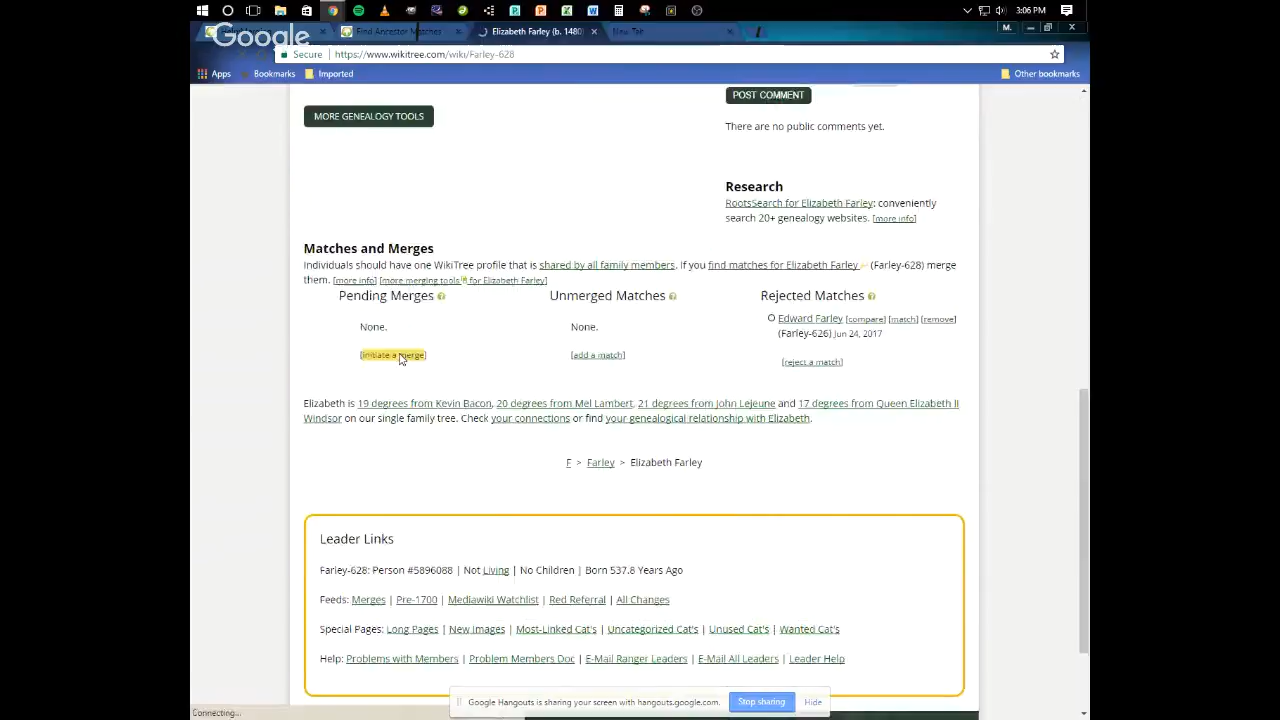 3:06 PM
Google
Find Ancestor Matches
Elizabeth Farley (b. 1480)
New Tab
M.
Secure
https://www.wikitree.com/wiki/Farley-628
Apps
Bookmarks
Imported
Other bookmarks
POST COMMENT
MORE GENEALOGY TOOLS
There are no public comments yet.
Research
RootsSearch for Elizabeth Farley: conveniently
search 20+ genealogy websites. [more info]
Matches and Merges
Individuals should have one WikiTree profile that is shared by all family members. If you find matches for Elizabeth Farley (Farley-628) merge
them. [more info] [more merging tools for Elizabeth Farley]
Pending Merges
Unmerged Matches
Rejected Matches
None.
None.
Edward Farley [compare] [match] [remove]
(Farley-626) Jun 24, 2017
[initiate a merge]
[add a match]
[reject a match]
Elizabeth is 19 degrees from Kevin Bacon, 20 degrees from Mel Lambert, 21 degrees from John Lejeune and 17 degrees from Queen Elizabeth II
Windsor on our single family tree. Check your connections or find your genealogical relationship with Elizabeth.
F > Farley > Elizabeth Farley
Leader Links
Farley-628: Person #5896088 | Not Living | No Children | Born 537.8 Years Ago
Feeds: Merges | Pre-1700 | Mediawiki Watchlist | Red Referral | All Changes
Special Pages: Long Pages | New Images | Most-Linked Cat's | Uncategorized Cat's | Unused Cat's | Wanted Cat's
Help: Problems with Members | Problem Members Doc | E-Mail Ranger Leaders | E-Mail All Leaders | Leader Help
Google Hangouts is sharing your screen with hangouts.google.com.
Stop sharing
Hide
Connecting...